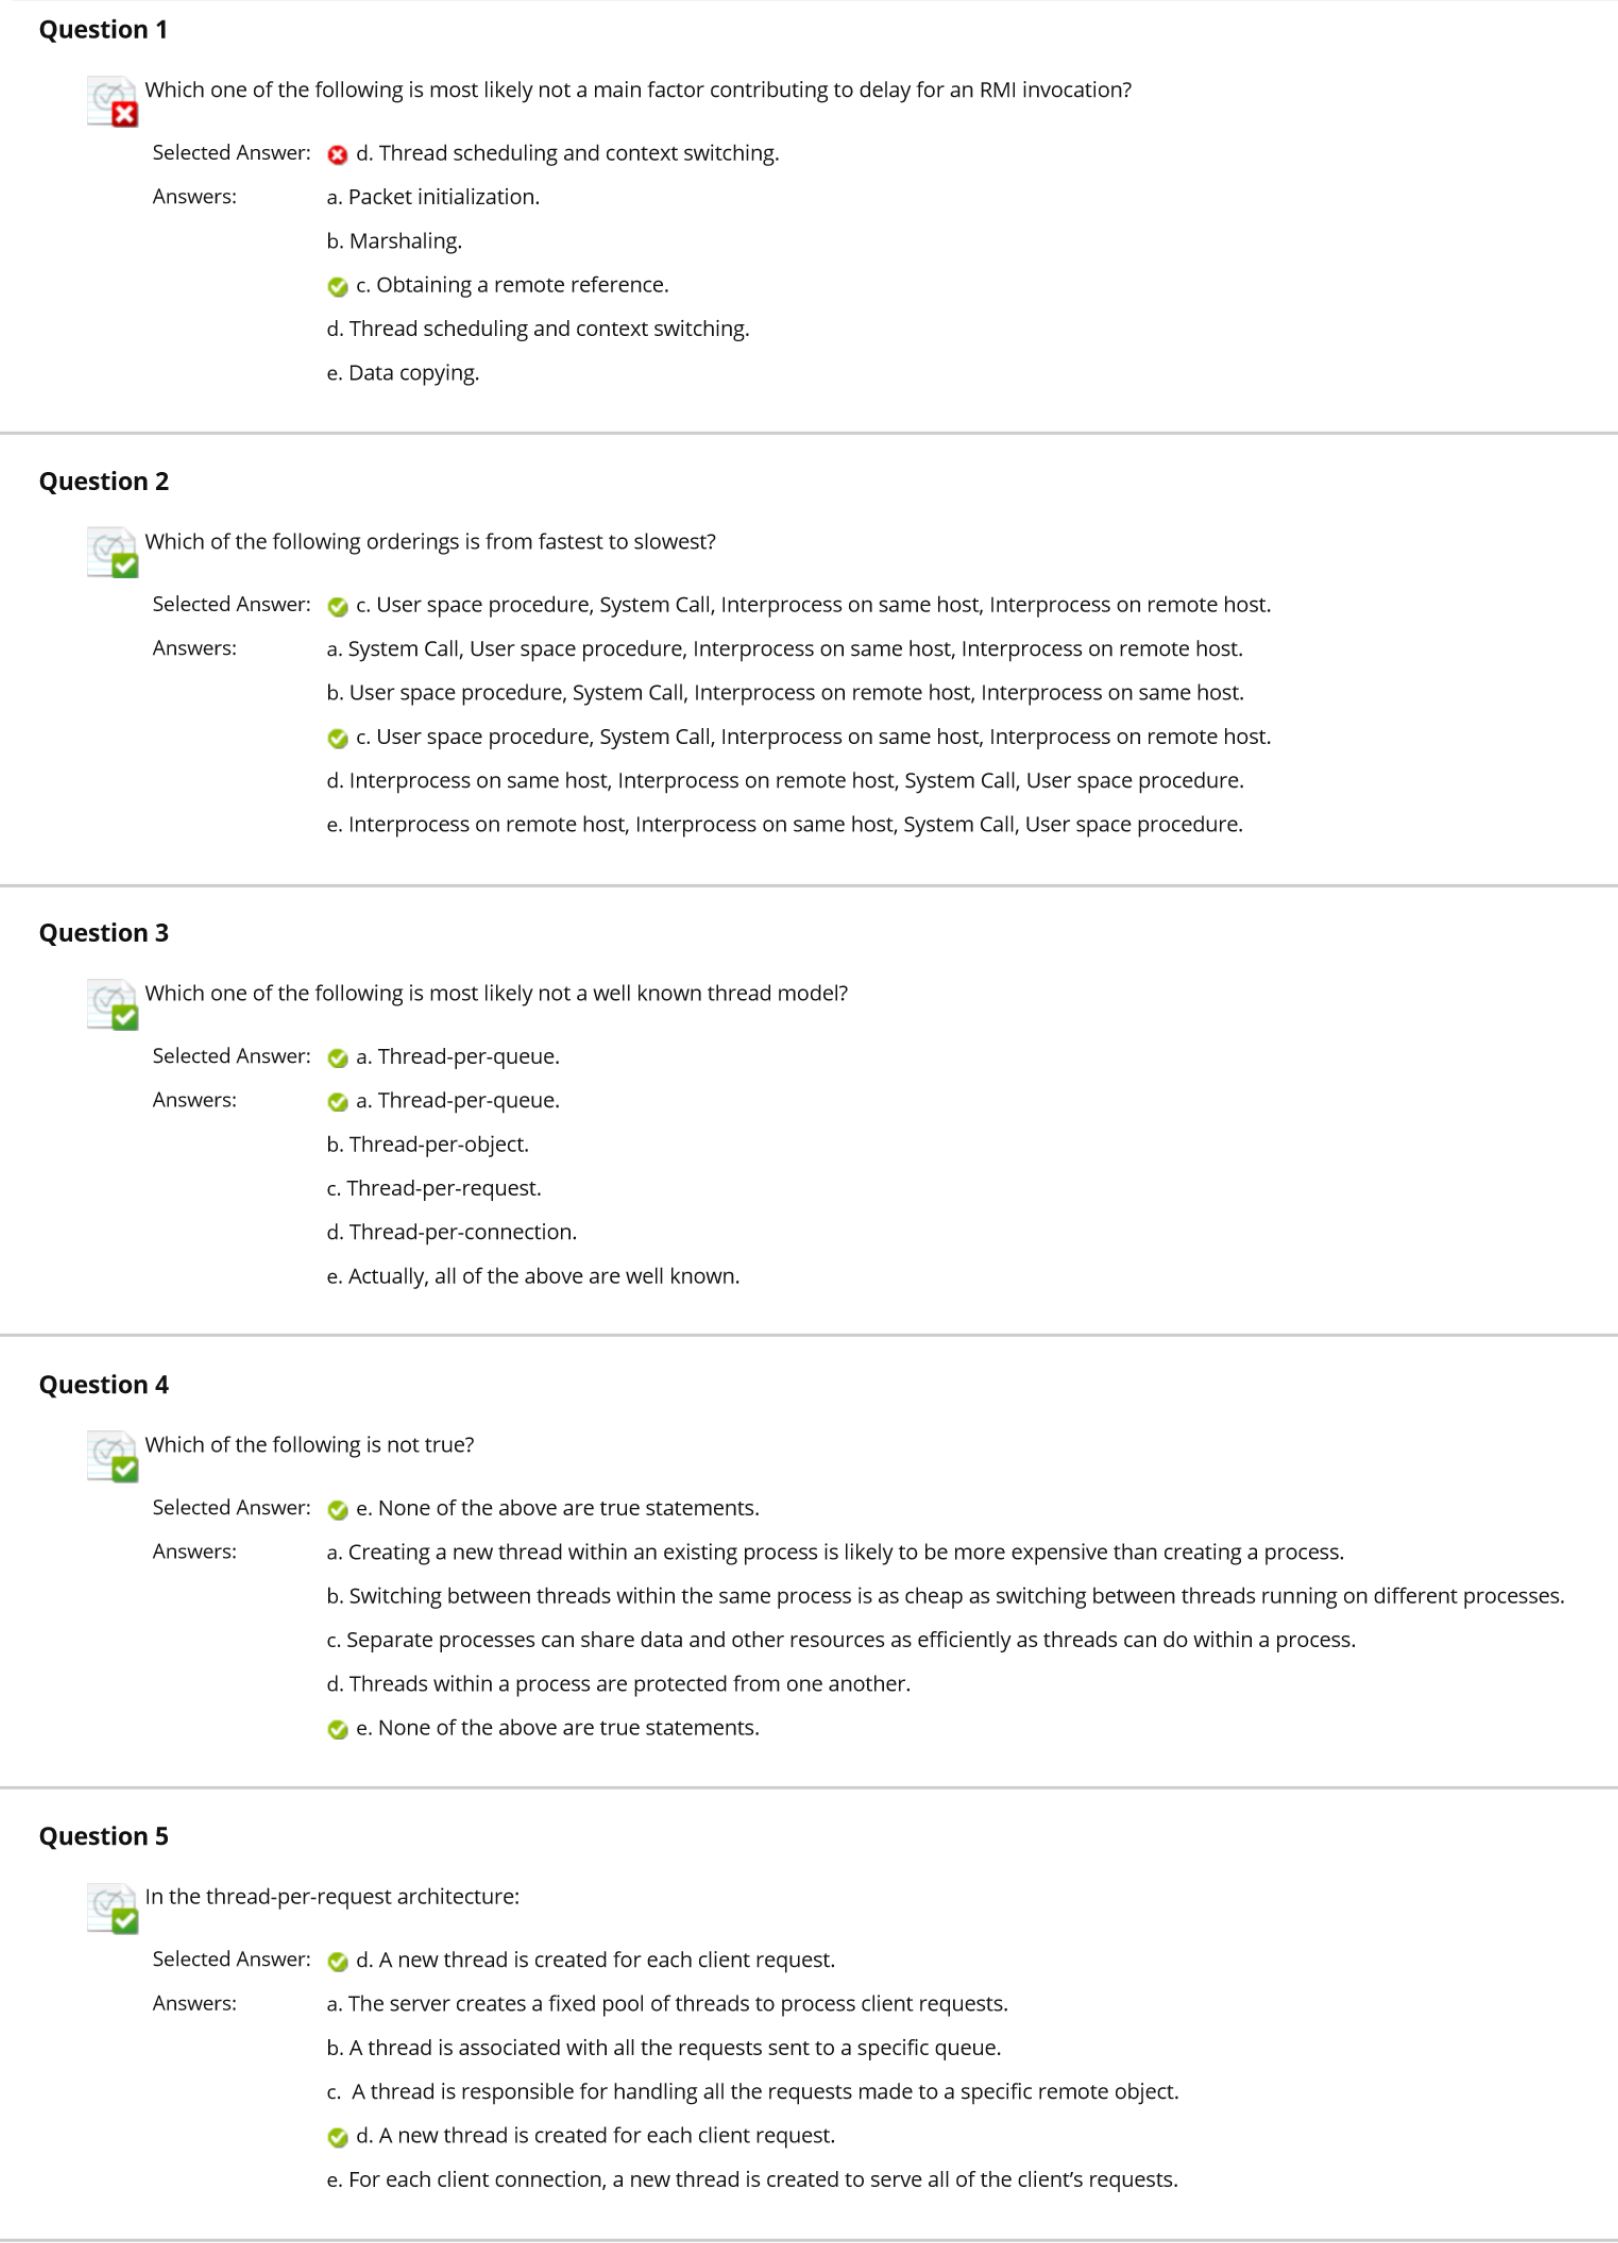 Question 1
Which one of the following is most likely not a main factor contributing to delay for an RMI invocation?
Selected Answer: d. Thread scheduling and context switching.
Answers: a. Packet initialization.
b. Marshaling.
c. Obtaining a remote reference.
d. Thread scheduling and context switching.
e. Data copying.
Question 2
Which of the following orderings is from fastest to slowest?
Selected Answer: c. User space procedure, System Call, Interprocess on same host, Interprocess on remote host.
Answers: a. System Call, User space procedure, Interprocess on same host, Interprocess on remote host.
b. User space procedure, System Call, Interprocess on remote host, Interprocess on same host.
c. User space procedure, System Call, Interprocess on same host, Interprocess on remote host.
d. Interprocess on same host, Interprocess on remote host, System Call, User space procedure.
e. Interprocess on remote host, Interprocess on same host, System Call, User space procedure.
Question 3
Which one of the following is most likely not a well known thread model?
Selected Answer: a. Thread-per-queue.
Answers: a. Thread-per-queue.
b. Thread-per-object.
c. Thread-per-request.
d. Thread-per-connection.
e. Actually, all of the above are well known.
Question 4
Which of the following is not true?
Selected Answer: e. None of the above are true statements.
Answers: a. Creating a new thread within an existing process is likely to be more expensive than creating a process.
b. Switching between threads within the same process is as cheap as switching between threads running on different processes.
c. Separate processes can share data and other resources as efficiently as threads can do within a process.
d. Threads within a process are protected from one another.
e. None of the above are true statements.
Question 5
In the thread-per-request architecture:
Selected Answer: d. A new thread is created for each client request.
Answers: a. The server creates a fixed pool of threads to process client requests.
b. A thread is associated with all the requests sent to a specific queue.
c. A thread is responsible for handling all the requests made to a specific remote object.
d. A new thread is created for each client request.
e. For each client connection, a new thread is created to serve all of the client's requests.